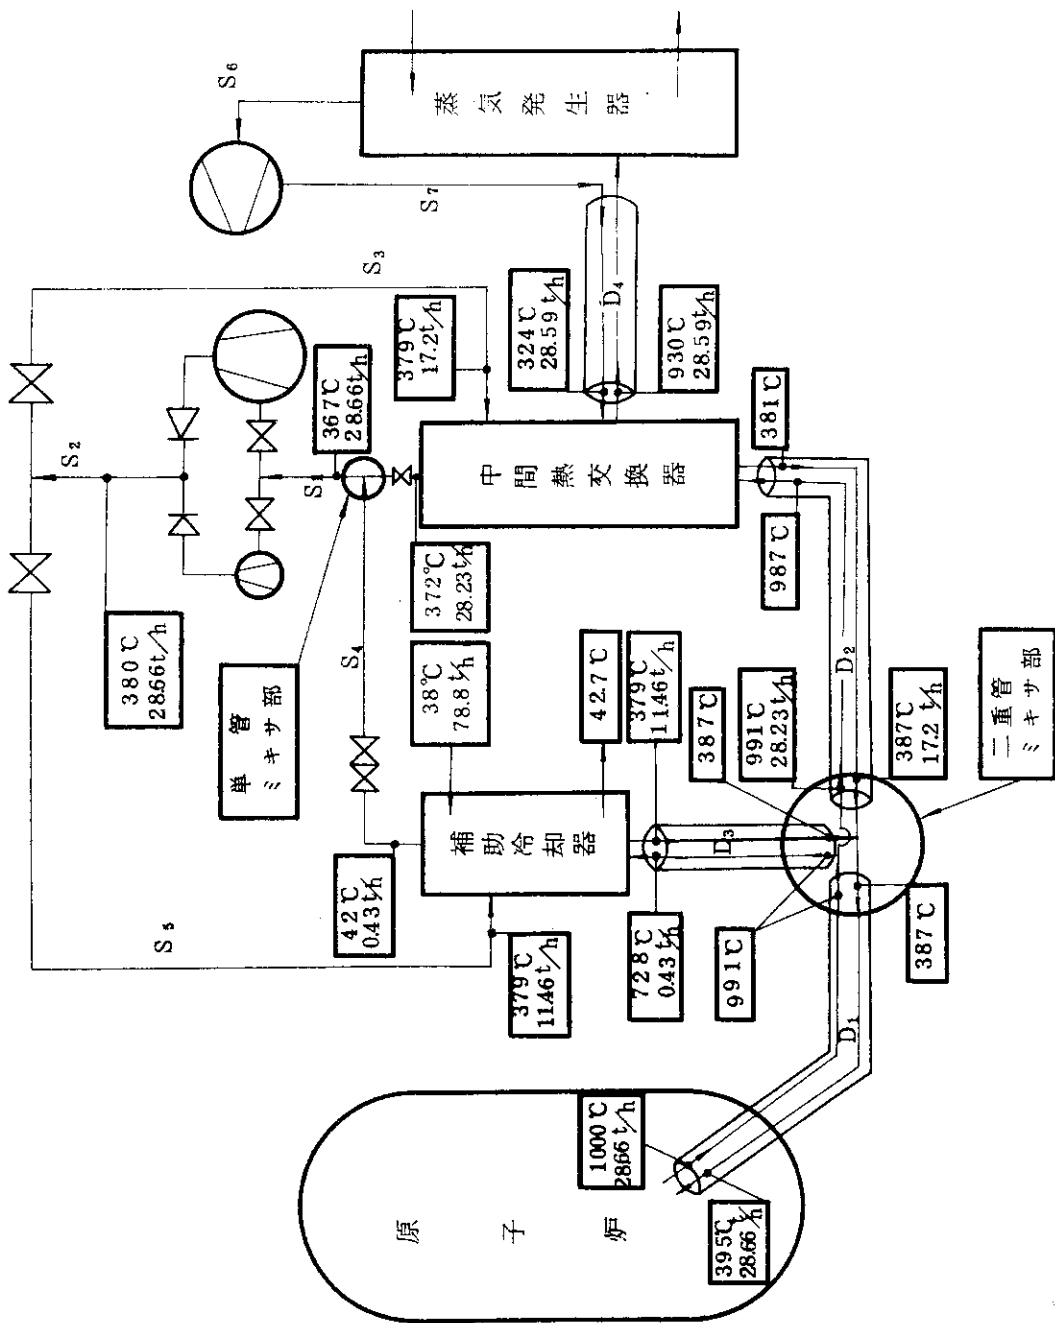 S₂
380℃
28.66t/h
S₅
S₆
単 管
ミキサ部
S₁
367℃
28.66t/h
42℃
0.43t/h
S₄
S₃
379℃
17.2t/h
原子炉
S₇
372℃
28.23t/h
38℃
78.8t/h
補助冷却器
中間熱交換器
蒸気発生器
379℃
11.46t/h
324℃
28.59t/h
42.7℃
1000℃
28.66t/h
D₄
728℃
0.43t/h
379℃
11.46t/h
930℃
28.59t/h
387℃
D₃
395℃
28.66t/h
991℃
991℃
28.23t/h
381℃
987℃
D₁
D₂
387℃
17.2t/h
387℃
二重管
ミキサ部